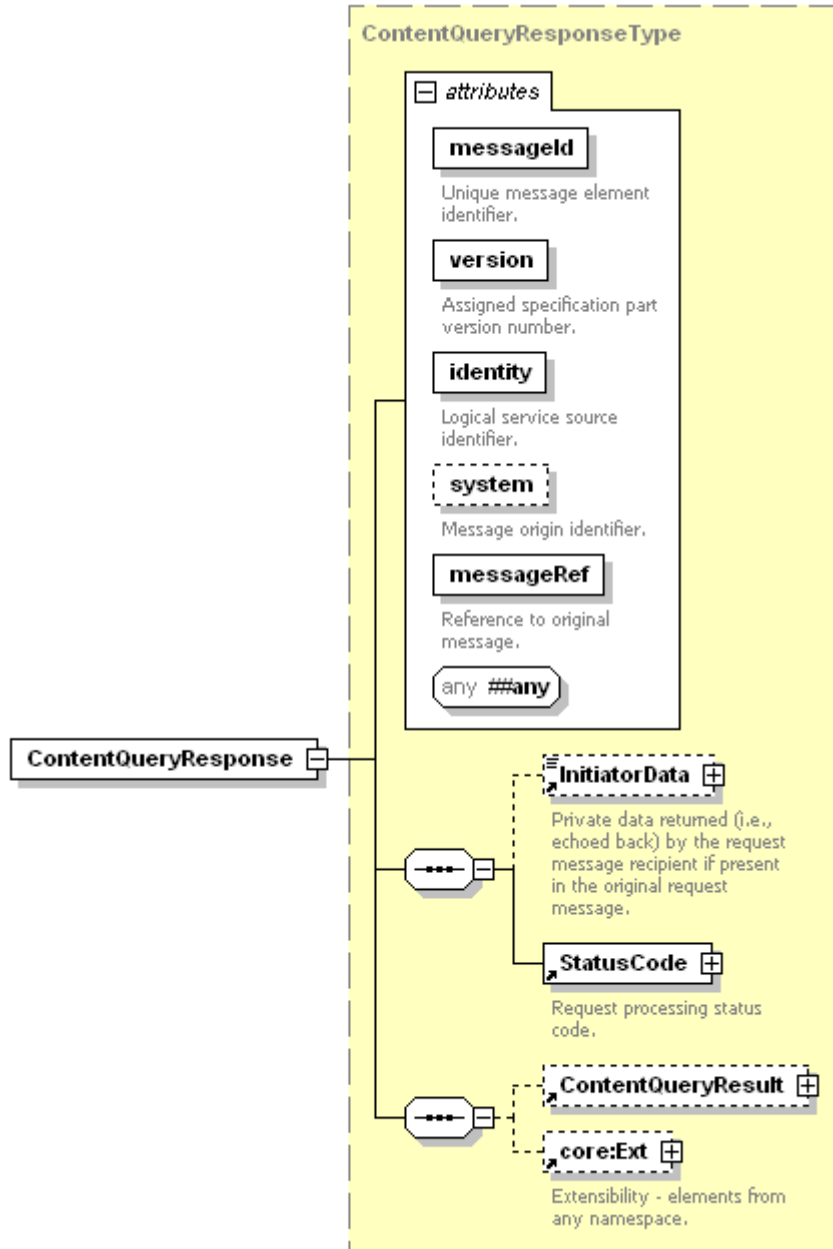 ContentQueryResponseType
attributes
messageId
Unique message element
identifier.
version
Assigned specification part
version number.
identity
Logical service source
identifier.
system
Message origin identifier.
messageRef
Reference to original
message.
any ##any
ContentQueryResponse
InitiatorData
Private data returned (i.e.,
echoed back) by the request
message recipient if present
in the original request
message.
StatusCode
Request processing status
code.
ContentQueryResult
core:Ext
Extensibility - elements from
any namespace.